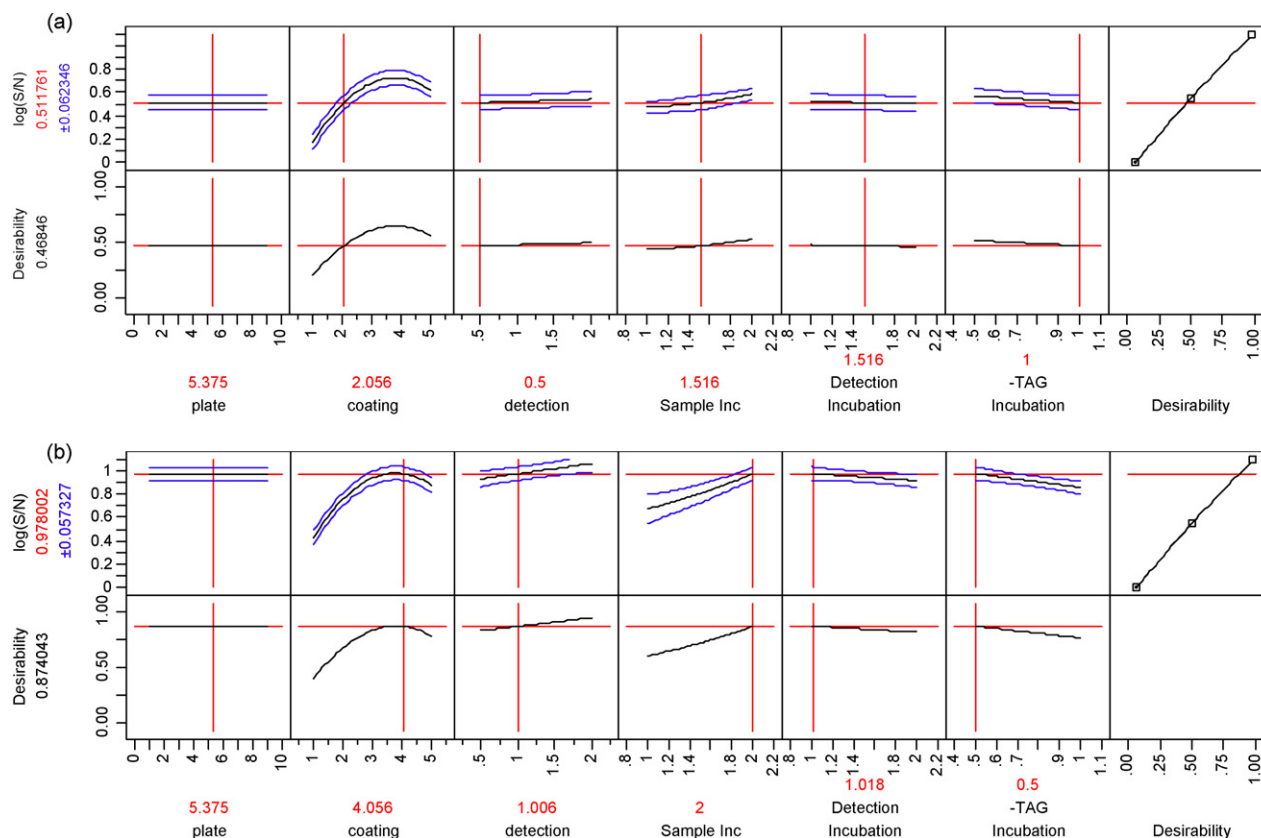 (a)
log(S/N)
0.511761
±0.062346
0.8
0.6
0.4
0.2
0
Desirability
0.46846
1.00
0.50
0.00
0 2 4 6 8 10
1 2 3 4 5
.5 1 1.5 2
.8 1 1.2 1.4 1.8 2 2.2
.8 1 1.2 1.4 1.8 2 2.2
.4 .5 .7 .9 1 1.1
.00 .25 .50 .75 1.00
5.375 2.056 0.5 1.516 1.516 1
plate coating detection Sample Inc Detection Incubation -TAG Incubation Desirability
(b)
log(S/N)
0.978002
±0.057327
1
0.8
0.6
0.4
0.2
0
Desirability
0.874043
1.00
0.50
0.00
0 2 4 6 8 10
1 2 3 4 5
.5 1 1.5 2
.8 1 1.2 1.4 1.8 2 2.2
.8 1 1.2 1.4 1.8 2 2.2
.4 .5 .7 .9 1 1.1
.00 .25 .50 .75 1.00
5.375 4.056 1.006 2 1.018 0.5
plate coating detection Sample Inc Detection Incubation -TAG Incubation Desirability